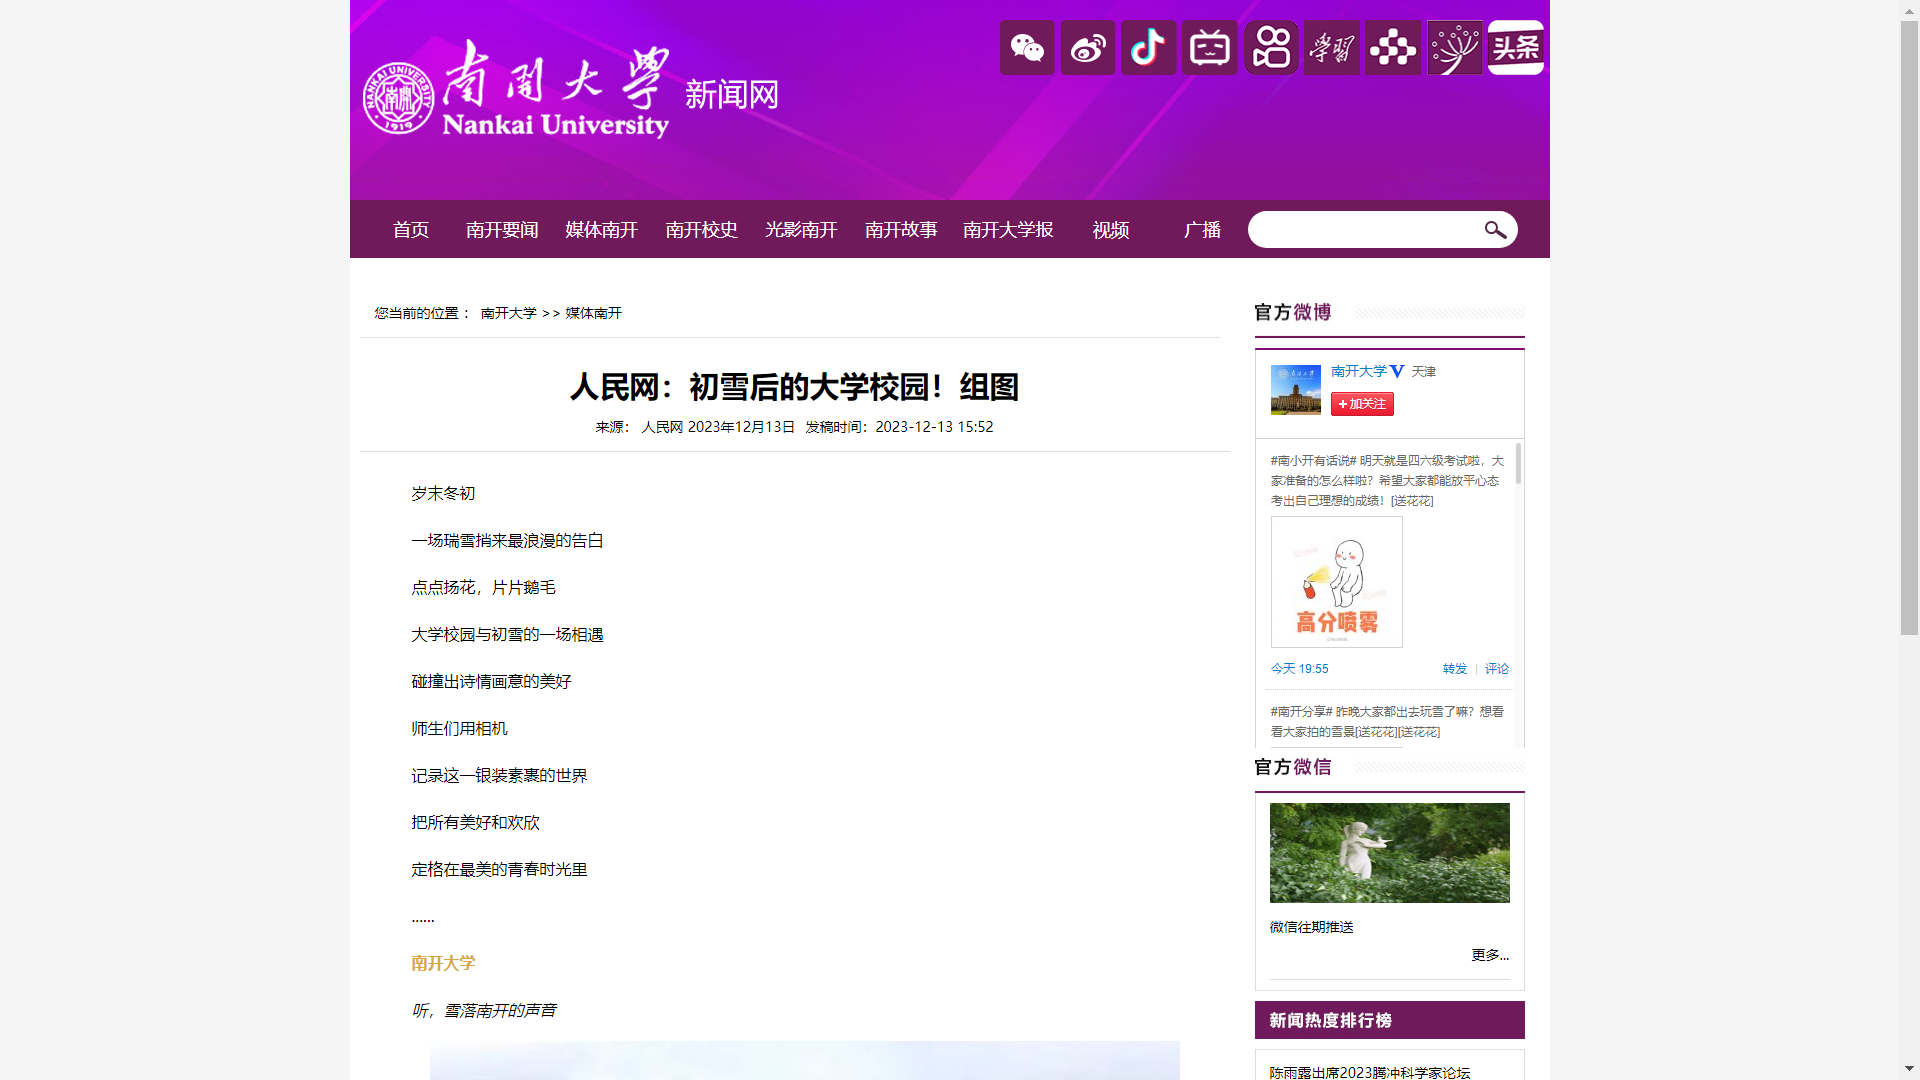 南開大学
新闻网
Nankai University
NANKAI UNIVERSITY
1919
学習
头条
首页
南开要闻
媒体南开
南开校史
光影南开
南开故事
南开大学报
视频
广播
您当前的位置： 南开大学 >> 媒体南开
人民网：初雪后的大学校园！组图
来源： 人民网 2023年12月13日 发稿时间：2023-12-13 15:52
岁末冬初
一场瑞雪捎来最浪漫的告白
点点扬花，片片鹅毛
大学校园与初雪的一场相遇
碰撞出诗情画意的美好
师生们用相机
记录这一银装素裹的世界
把所有美好和欢欣
定格在最美的青春时光里
......
南开大学
听，雪落南开的声音
官方微博
南开大学 V 天津
+加关注
#南小开有话说# 明天就是四六级考试啦，大
家准备的怎么样啦？希望大家都能放平心态
考出自己理想的成绩！[送花花]
高分喷雾
今天 19:55
转发 | 评论
#南开分享# 昨晚大家都出去玩雪了嘛？想看
看大家拍的雪景[送花花][送花花]
官方微信
微信往期推送
更多...
新闻热度排行榜
陈雨露出席2023腾冲科学家论坛